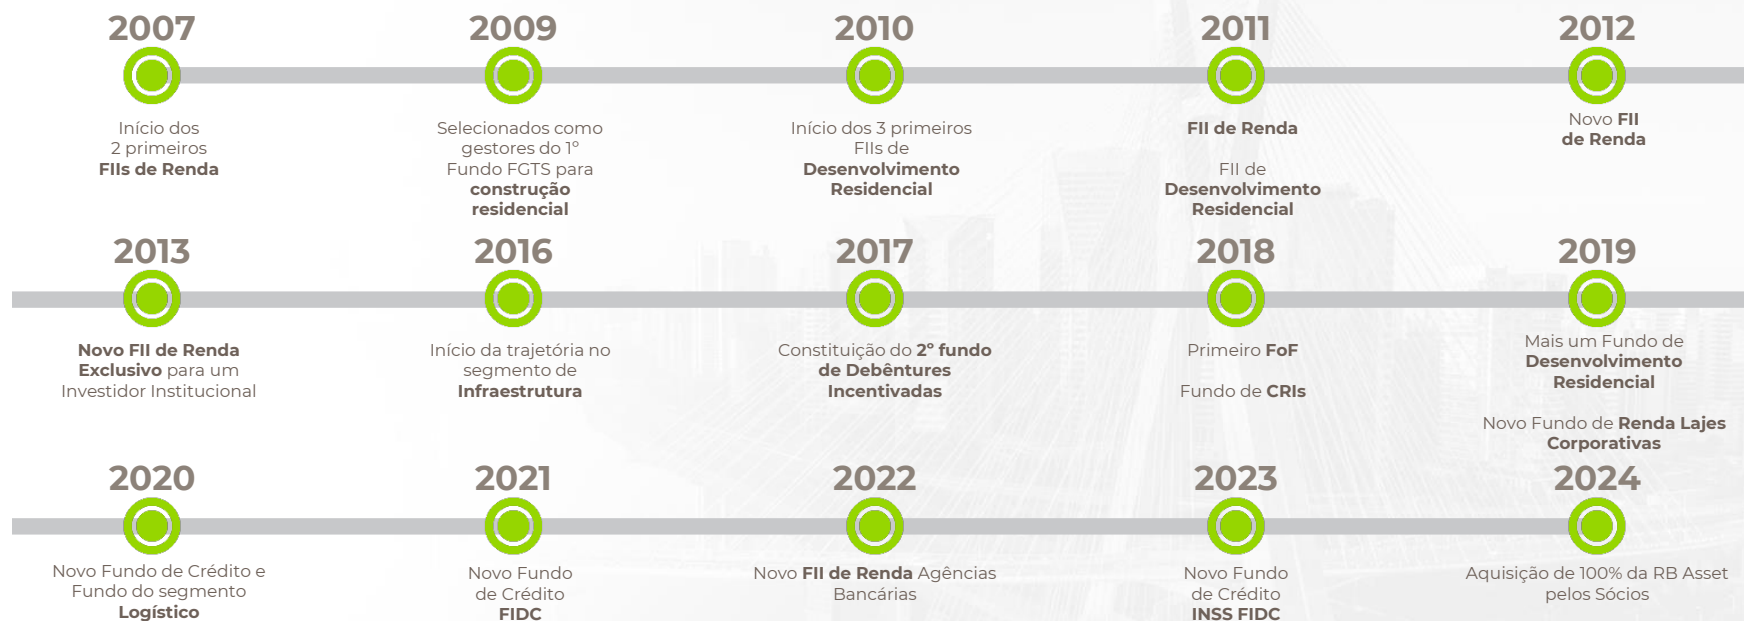 2007
Início dos
2 primeiros
FIIs de Renda
2009
Selecionados como
gestores do 1º
Fundo FGTS para
construção
residencial
2010
Início dos 3 primeiros
FIIs de
Desenvolvimento
Residencial
2011
FII de Renda
FII de
Desenvolvimento
Residencial
2012
Novo FII
de Renda
2013
Novo FII de Renda
Exclusivo para um
Investidor Institucional
2016
Início da trajetória no
segmento de
Infraestrutura
2017
Constituição do 2º fundo
de Debêntures
Incentivadas
2018
Primeiro FoF
Fundo de CRIs
2019
Mais um Fundo de
Desenvolvimento
Residencial
Novo Fundo de Renda Lajes
Corporativas
2020
Novo Fundo de Crédito e
Fundo do segmento
Logístico
2021
Novo Fundo
de Crédito
FIDC
2022
Novo FII de Renda Agências
Bancárias
2023
Novo Fundo
de Crédito
INSS FIDC
2024
Aquisição de 100% da RB Asset
pelos Sócios